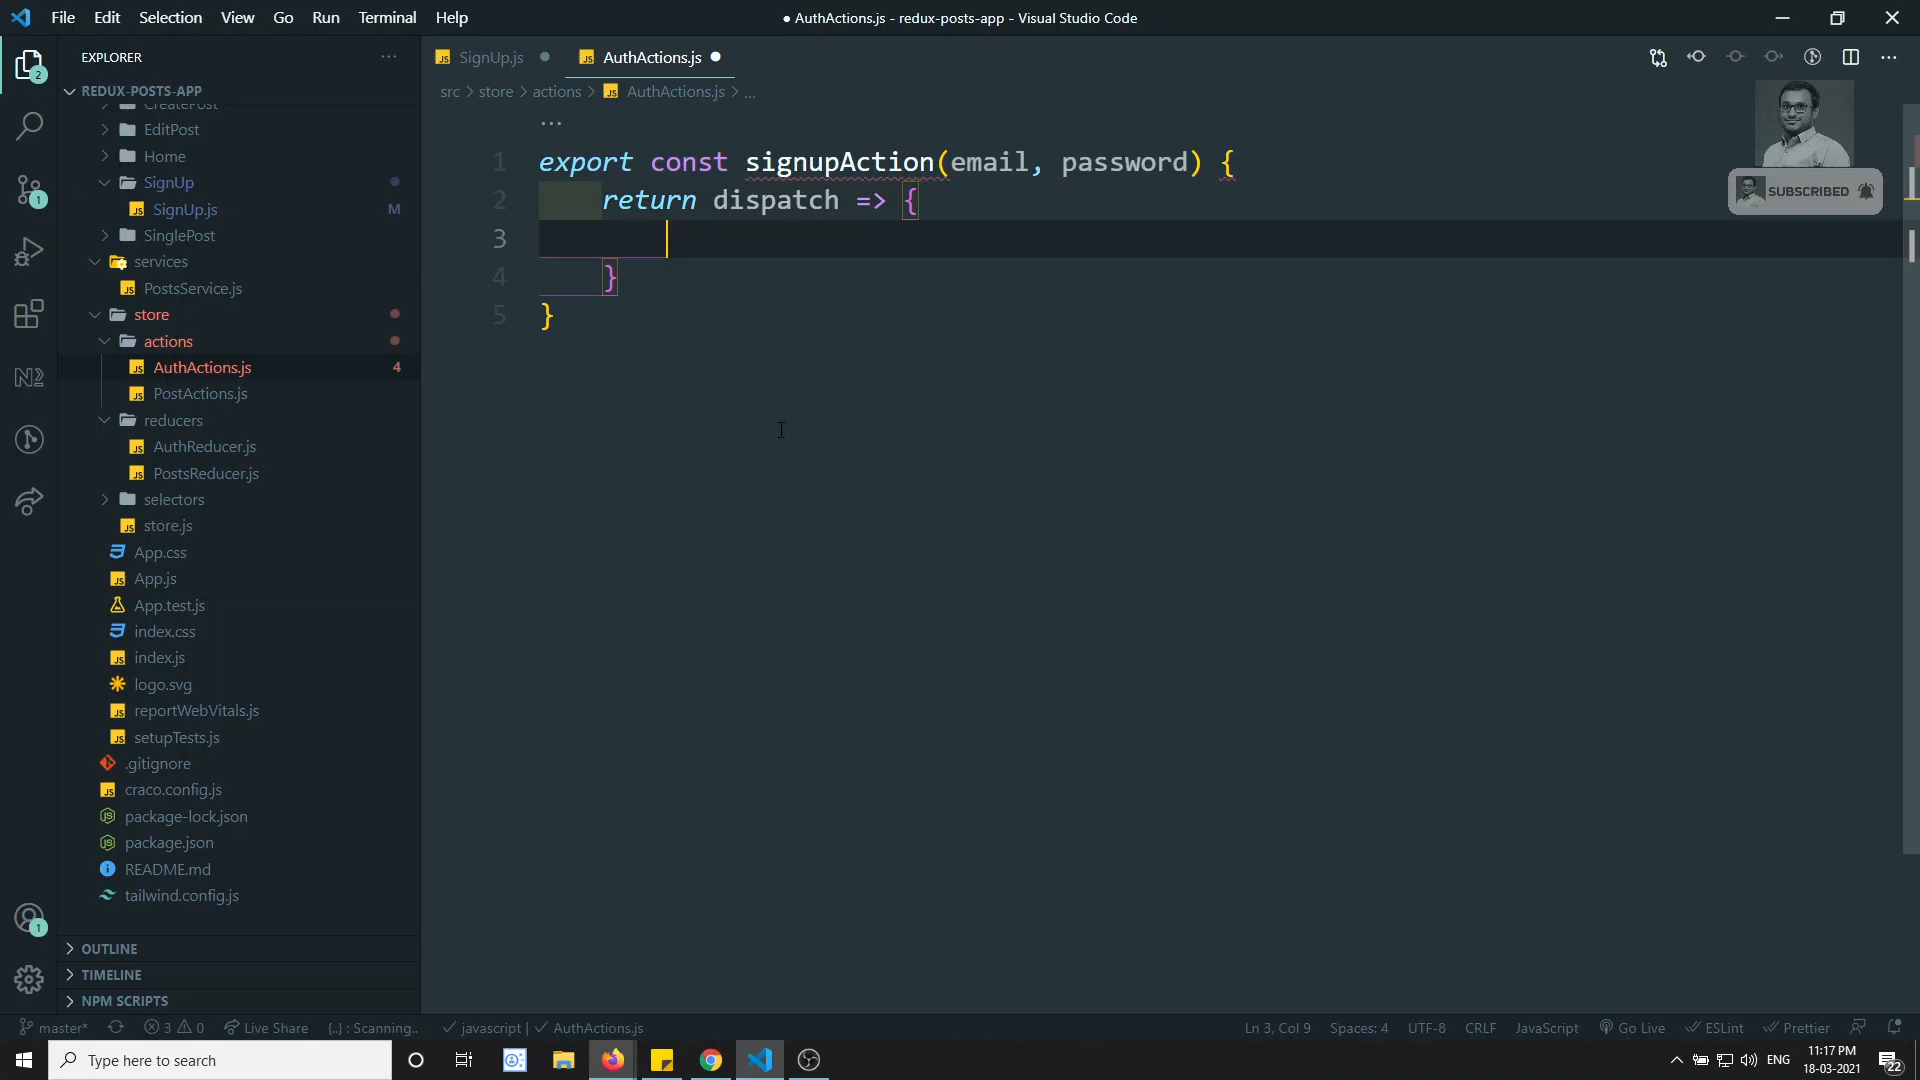 File Edit Selection View Go Run Terminal Help
● AuthActions.js - redux-posts-app - Visual Studio Code
EXPLORER
REDUX-POSTS-APP
CreatePost
EditPost
Home
SignUp
SignUp.js M
SinglePost
services
PostsService.js
store
actions
AuthActions.js 4
PostActions.js
reducers
AuthReducer.js
PostsReducer.js
selectors
store.js
App.css
App.js
App.test.js
index.css
index.js
logo.svg
reportWebVitals.js
setupTests.js
.gitignore
craco.config.js
package-lock.json
package.json
README.md
tailwind.config.js
OUTLINE
TIMELINE
NPM SCRIPTS
2
1
1
SignUp.js
AuthActions.js
src > store > actions > AuthActions.js > ...
...
1 export const signupAction(email, password) {
2 return dispatch => {
3
4 }
5 }
SUBSCRIBED
master* 3 0 Live Share {..} : Scanning.. javascript | AuthActions.js
Ln 3, Col 9 Spaces: 4 UTF-8 CRLF JavaScript Go Live ESLint Prettier
Type here to search
ENG 11:17 PM
18-03-2021
22